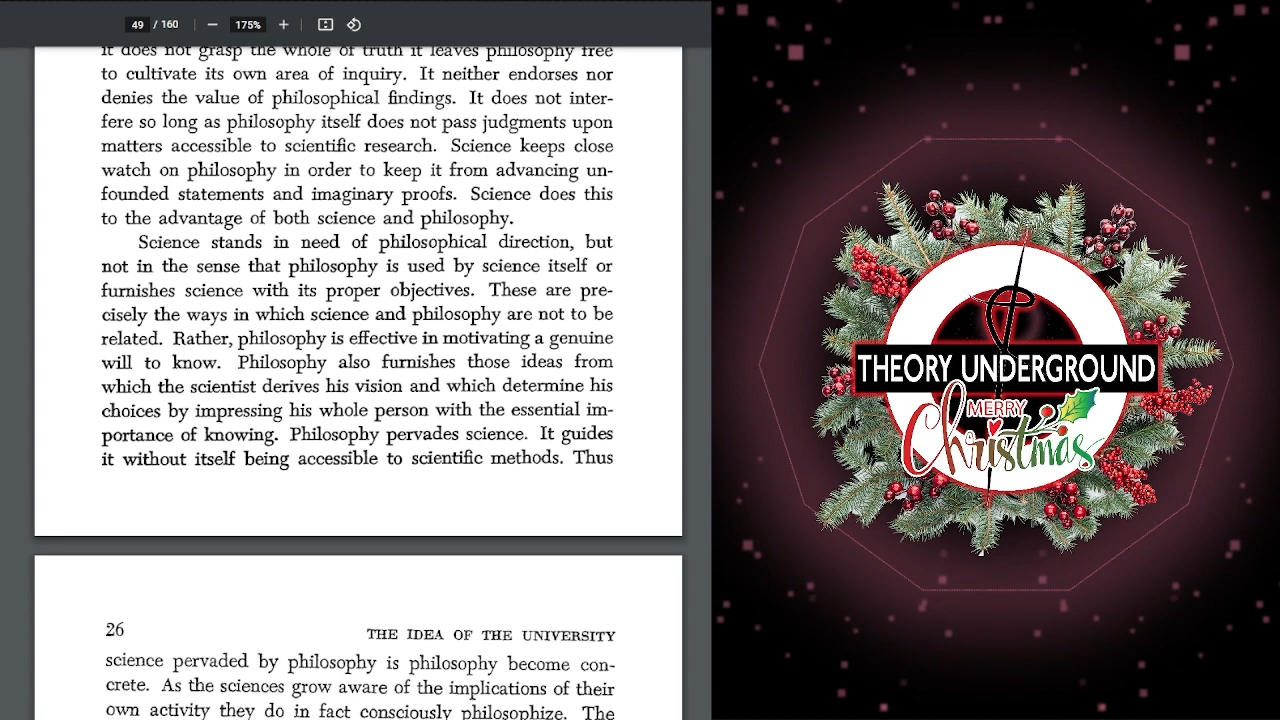 49 / 160 − 175% +
it does not grasp the whole of truth it leaves philosophy free
to cultivate its own area of inquiry. It neither endorses nor
denies the value of philosophical findings. It does not inter-
fere so long as philosophy itself does not pass judgments upon
matters accessible to scientific research. Science keeps close
watch on philosophy in order to keep it from advancing un-
founded statements and imaginary proofs. Science does this
to the advantage of both science and philosophy.
Science stands in need of philosophical direction, but
not in the sense that philosophy is used by science itself or
furnishes science with its proper objectives. These are pre-
cisely the ways in which science and philosophy are not to be
related. Rather, philosophy is effective in motivating a genuine
will to know. Philosophy also furnishes those ideas from
which the scientist derives his vision and which determine his
choices by impressing his whole person with the essential im-
portance of knowing. Philosophy pervades science. It guides
it without itself being accessible to scientific methods. Thus
26 THE IDEA OF THE UNIVERSITY
science pervaded by philosophy is philosophy become con-
crete. As the sciences grow aware of the implications of their
own activity they do in fact consciously philosophize. The
THEORY UNDERGROUND
MERRY
Christmas